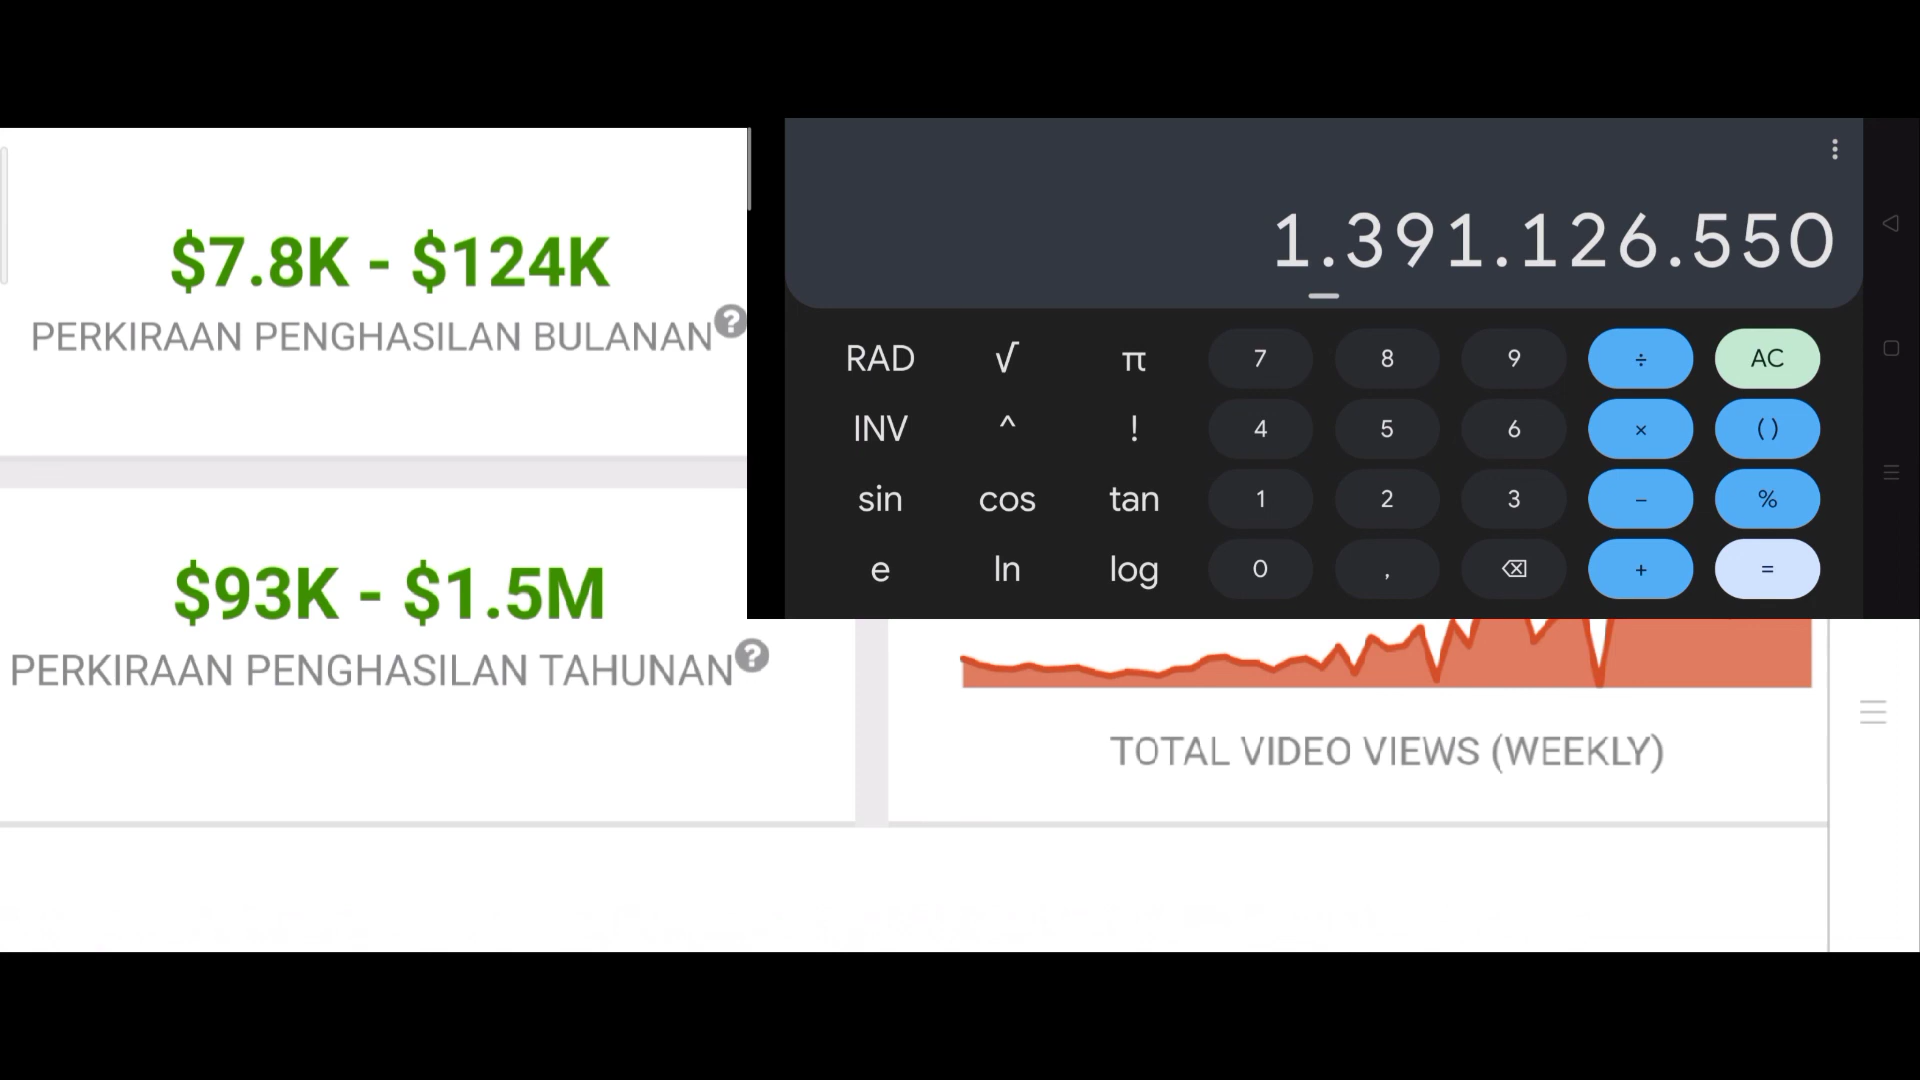 $7.8K - $124K
PERKIRAAN PENGHASILAN BULANAN ?
$93K - $1.5M
PERKIRAAN PENGHASILAN TAHUNAN ?
1.391.126.550
RAD √ π 7 8 9 ÷ AC
INV ^ ! 4 5 6 × ( )
sin cos tan 1 2 3 − %
e ln log 0 , + =
TOTAL VIDEO VIEWS (WEEKLY)